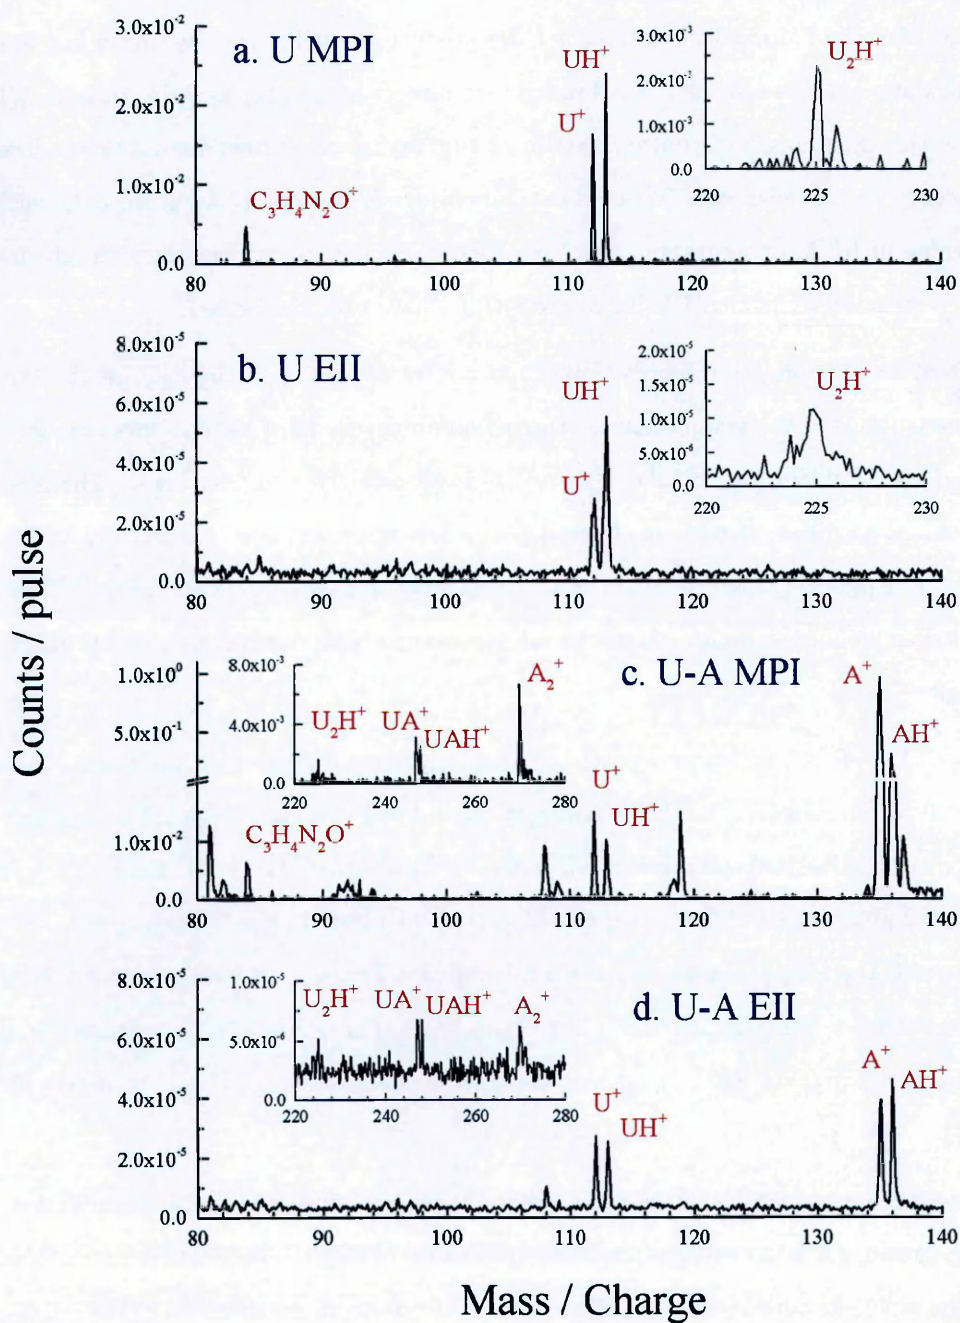 3.0x10⁻²
a. U MPI
UH⁺
2.0x10⁻²
U⁺
1.0x10⁻²
C₃H₄N₂O⁺
0.0
80 90 100 110 120 130 140
3.0x10⁻³
U₂H⁺
2.0x10⁻³
1.0x10⁻³
0.0
220 225 230
8.0x10⁻⁵
b. U EII
6.0x10⁻⁵
UH⁺
4.0x10⁻⁵
U⁺
2.0x10⁻⁵
0.0
80 90 100 110 120 130 140
2.0x10⁻⁵
U₂H⁺
1.5x10⁻⁵
1.0x10⁻⁵
5.0x10⁻⁶
0.0
220 225 230
Counts / pulse
c. U-A MPI
1.0x10⁰
A⁺
5.0x10⁻¹
AH⁺
U⁺
UH⁺
1.0x10⁻²
C₃H₄N₂O⁺
0.0
80 90 100 110 120 130 140
8.0x10⁻³
A₂⁺
4.0x10⁻³
U₂H⁺ UA⁺
UAH⁺
0.0
220 240 260 280
8.0x10⁻⁵
d. U-A EII
6.0x10⁻⁵
A⁺
AH⁺
4.0x10⁻⁵
U⁺
UH⁺
2.0x10⁻⁵
0.0
80 90 100 110 120 130 140
1.0x10⁻⁵
U₂H⁺ UA⁺ UAH⁺ A₂⁺
5.0x10⁻⁶
0.0
220 240 260 280
Mass / Charge